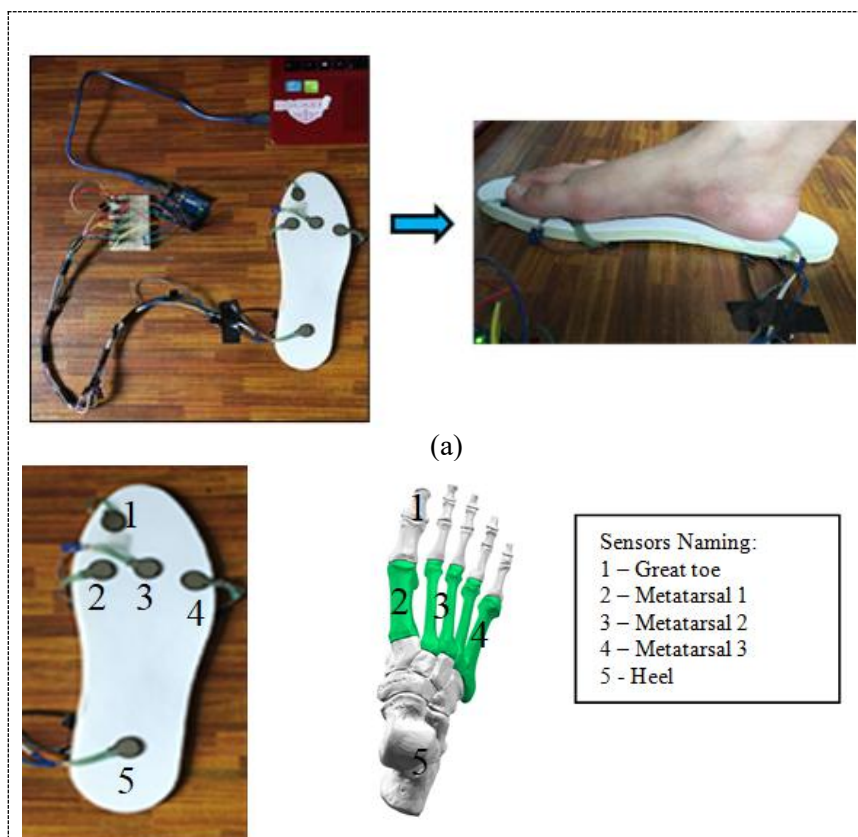 (a)
1
2 3 4
5
1
2 3 4
5
Sensors Naming:
1 – Great toe
2 – Metatarsal 1
3 – Metatarsal 2
4 – Metatarsal 3
5 - Heel